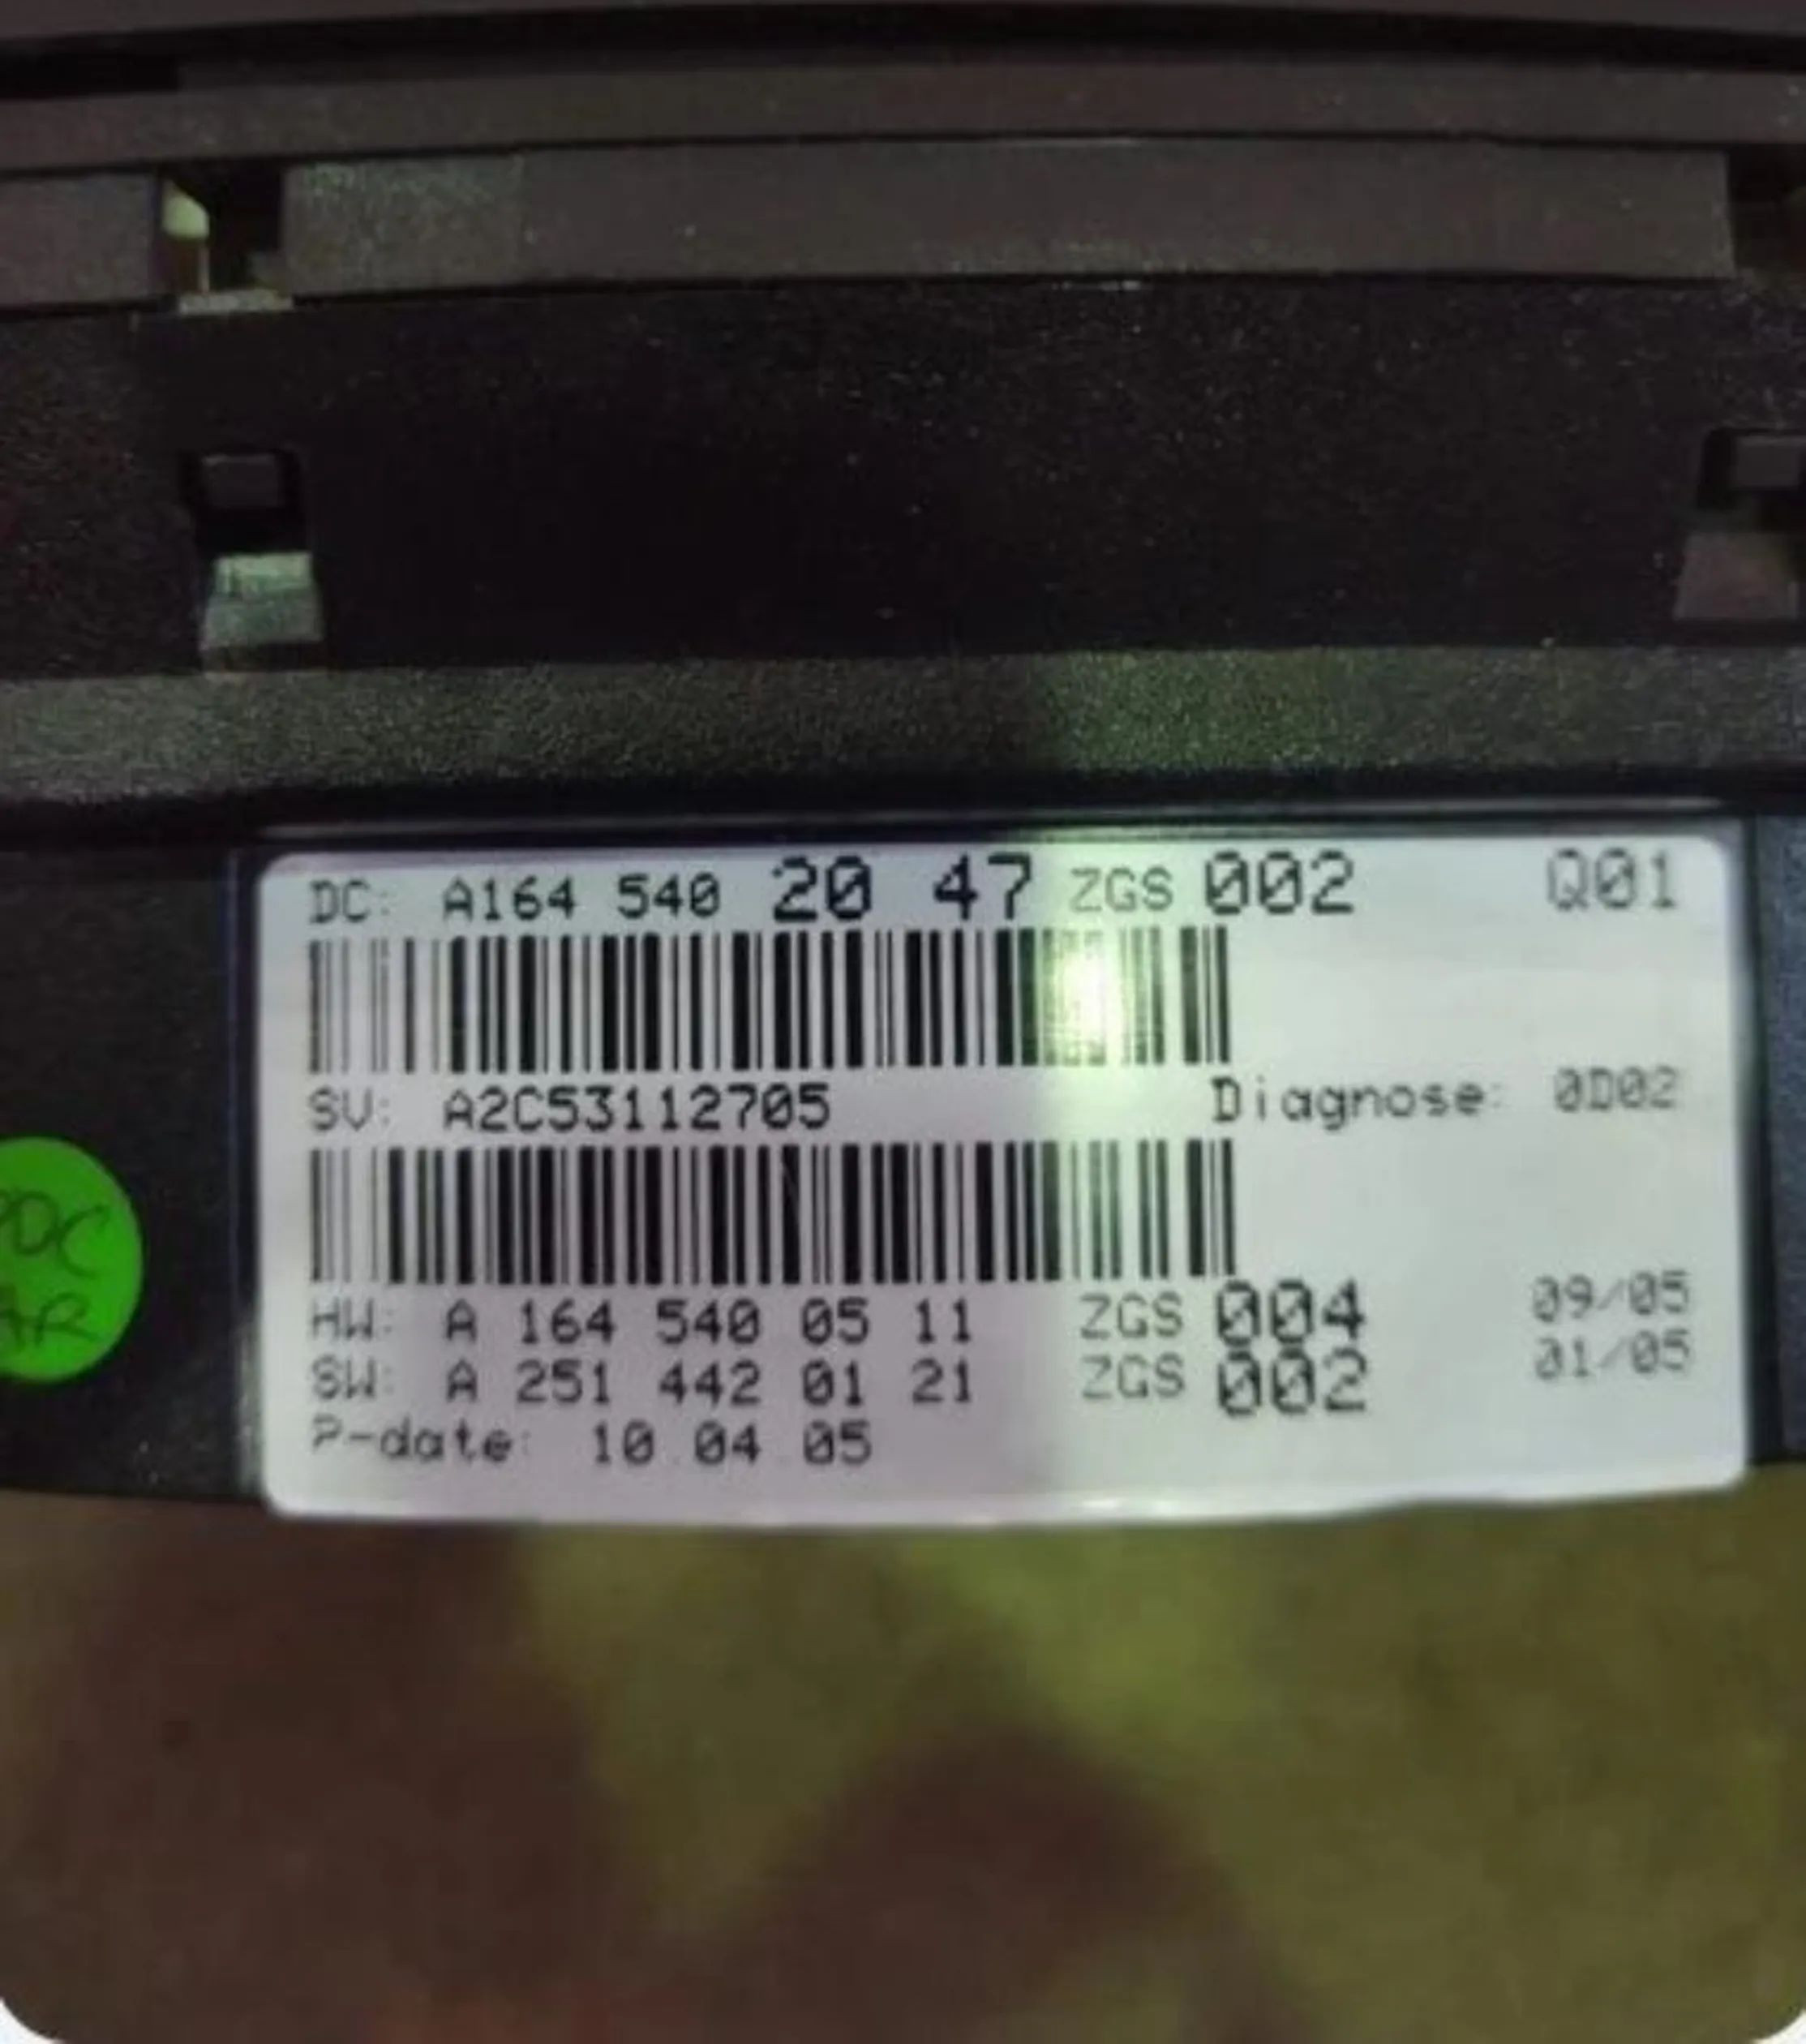 DC: A164 540 20 47 ZGS 002 Q01
SV: A2C53112705 Diagnose: 0D02
HW: A 164 540 05 11 ZGS 004 09/05
SW: A 251 442 01 21 ZGS 002 01/05
P-date: 10.04.05